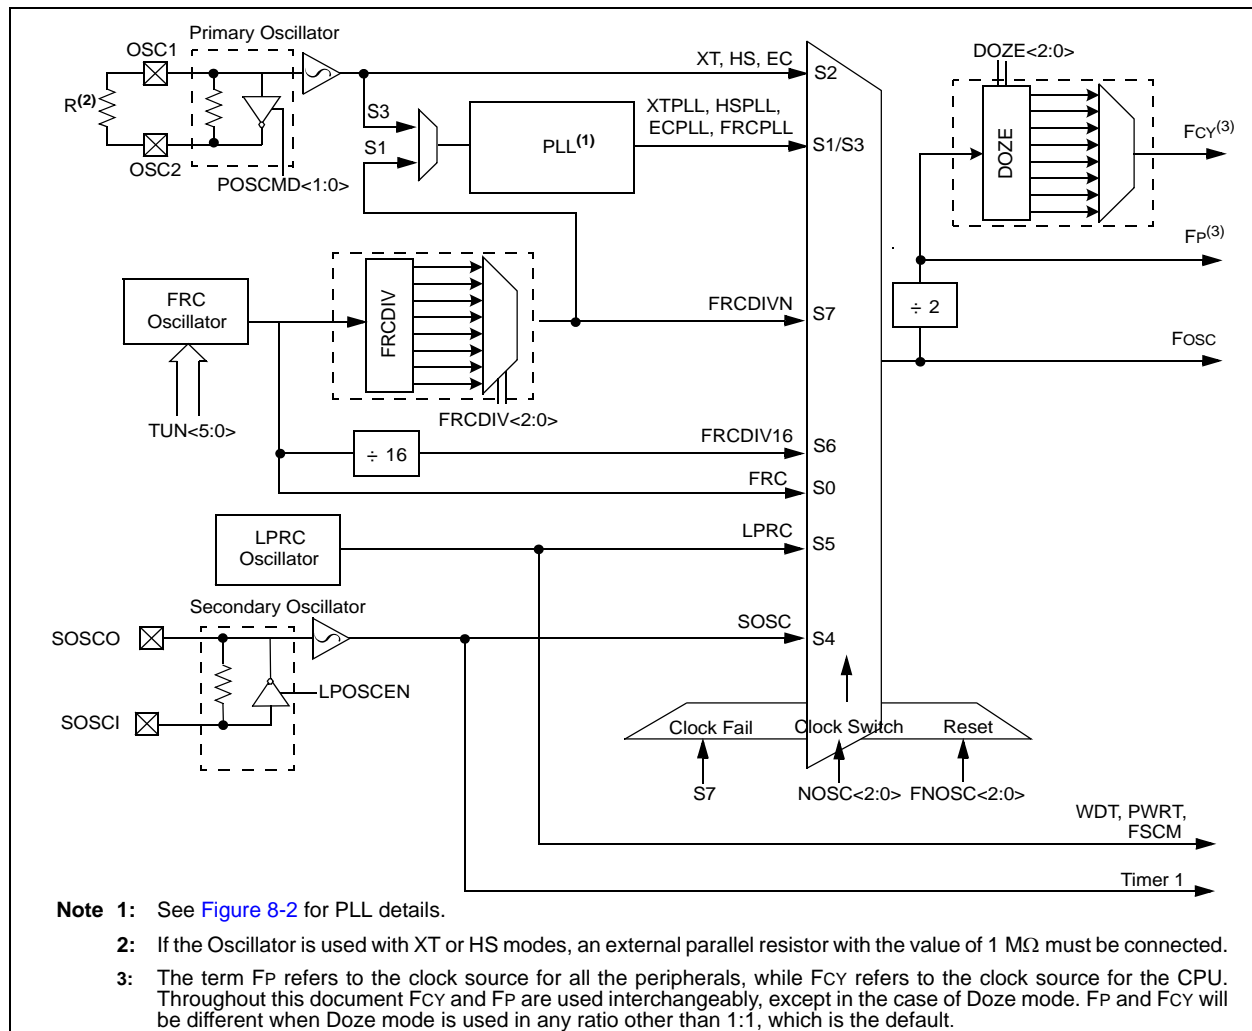 Primary Oscillator
OSC1
R(2)
OSC2
POSCMD<1:0>
S3
S1
PLL(1)
XT, HS, EC
XTPLL, HSPLL,
ECPLL, FRCPLL
S2
S1/S3
DOZE<2:0>
DOZE
FCY(3)
FP(3)
÷ 2
FOSC
FRC
Oscillator
TUN<5:0>
FRCDIV
FRCDIV<2:0>
FRCDIVN
S7
÷ 16
FRCDIV16
S6
FRC
S0
LPRC
Oscillator
LPRC
S5
Secondary Oscillator
SOSCO
SOSCI
LPOSCEN
SOSC
S4
Clock Fail
Clock Switch
Reset
S7
NOSC<2:0>
FNOSC<2:0>
WDT, PWRT,
FSCM
Timer 1
Note 1: See Figure 8-2 for PLL details.
2: If the Oscillator is used with XT or HS modes, an external parallel resistor with the value of 1 MΩ must be connected.
3: The term FP refers to the clock source for all the peripherals, while FCY refers to the clock source for the CPU.
Throughout this document FCY and FP are used interchangeably, except in the case of Doze mode. FP and FCY will
be different when Doze mode is used in any ratio other than 1:1, which is the default.